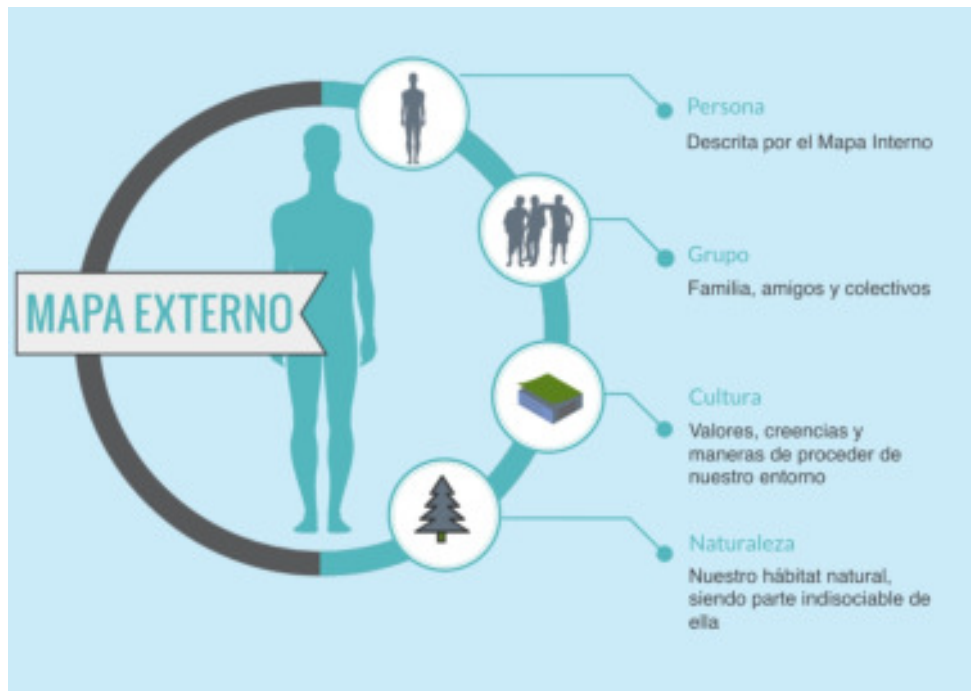 MAPA EXTERNO
Persona
Descrita por el Mapa Interno
Grupo
Familia, amigos y colectivos
Cultura
Valores, creencias y
maneras de proceder de
nuestro entorno
Naturaleza
Nuestro hábitat natural,
siendo parte indisociable de
ella